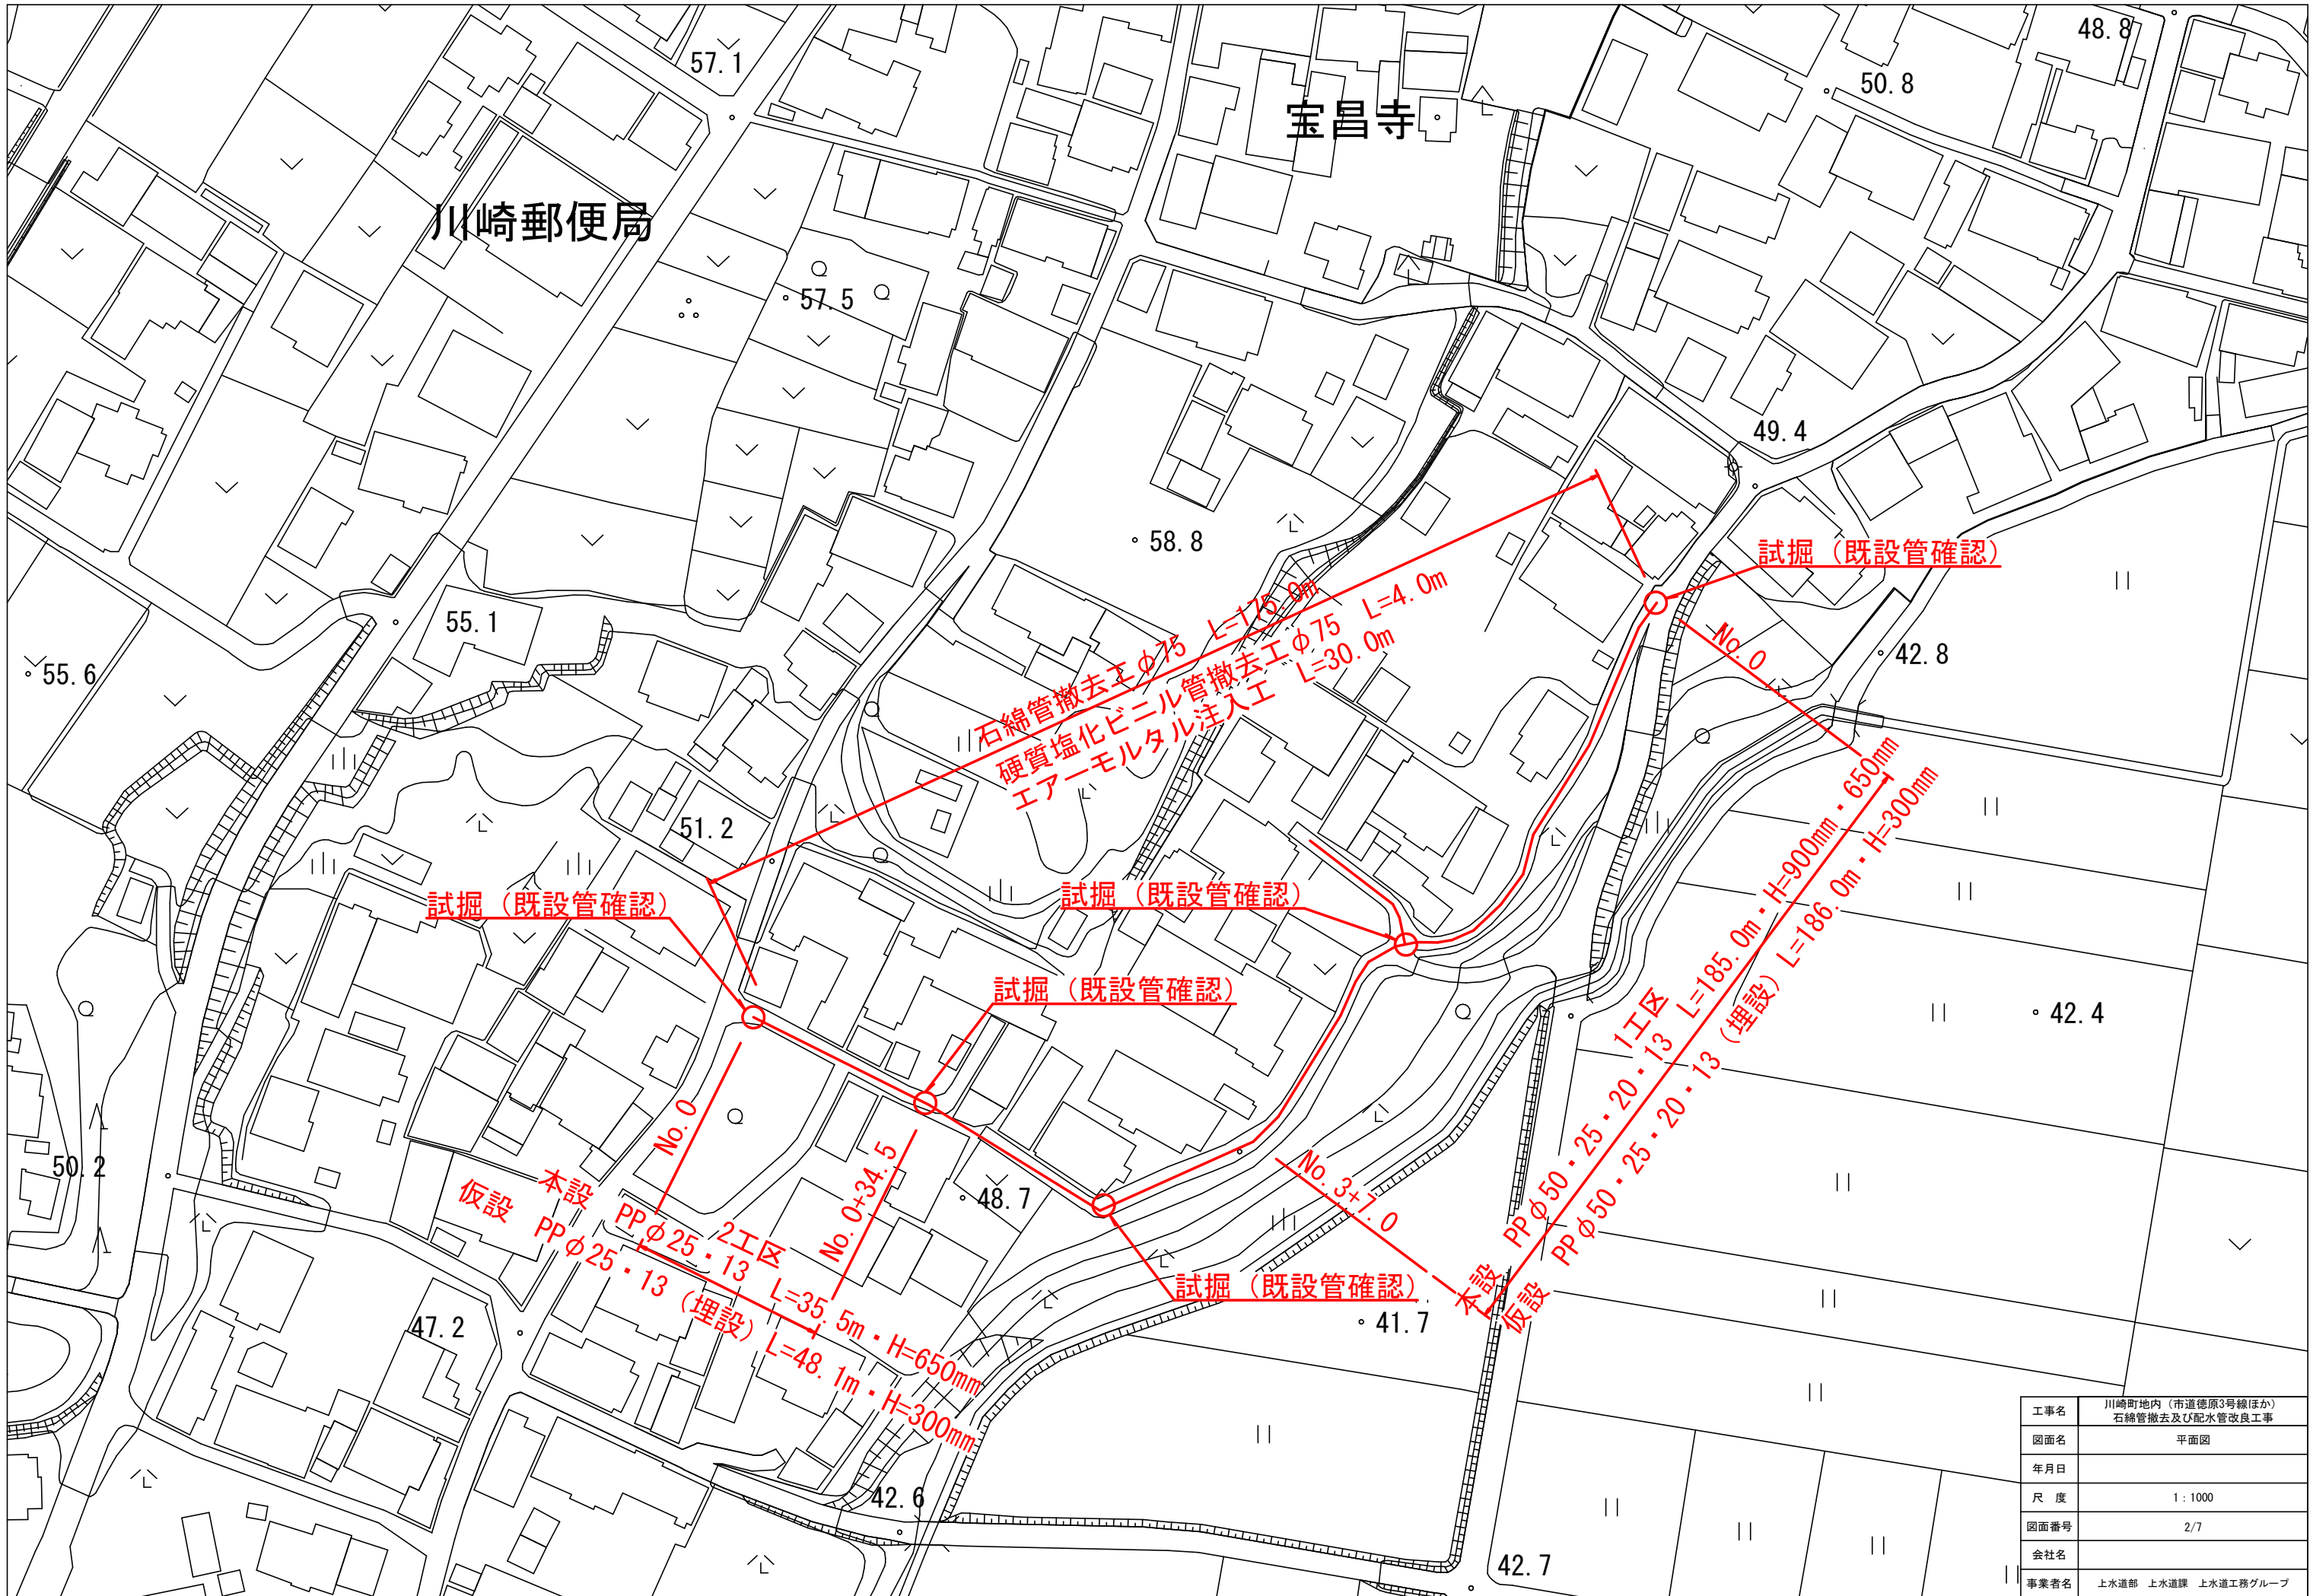 57.1
48.8
50.8
宝昌寺
川崎郵便局
57.5
49.4
58.8
試掘（既設管確認）
55.1
55.6
42.8
No.0
石綿管撤去工φ75　L=175.0m
硬質塩化ビニル管撤去工φ75　L=4.0m
エアーモルタル注入工　L=30.0m
51.2
試掘（既設管確認）
試掘（既設管確認）
試掘（既設管確認）
42.4
1工区
本設　PPφ50・25・20・13　L=185.0m・H=900mm・650mm
仮設　PPφ50・25・20・13（埋設）L=186.0m・H=300mm
No.0
No.0+34.5
No.3+7.0
50.2
48.7
2工区
本設　PPφ25・13　L=35.5m・H=650mm
仮設　PPφ25・13（埋設）L=48.1m・H=300mm
試掘（既設管確認）
41.7
47.2
42.6
42.7
工事名　川崎町地内（市道徳原3号線ほか）
石綿管撤去及び配水管改良工事
図面名　平面図
年月日
尺　度　1：1000
図面番号　2/7
会社名
事業者名　上水道部　上水道課　上水道工務グループ